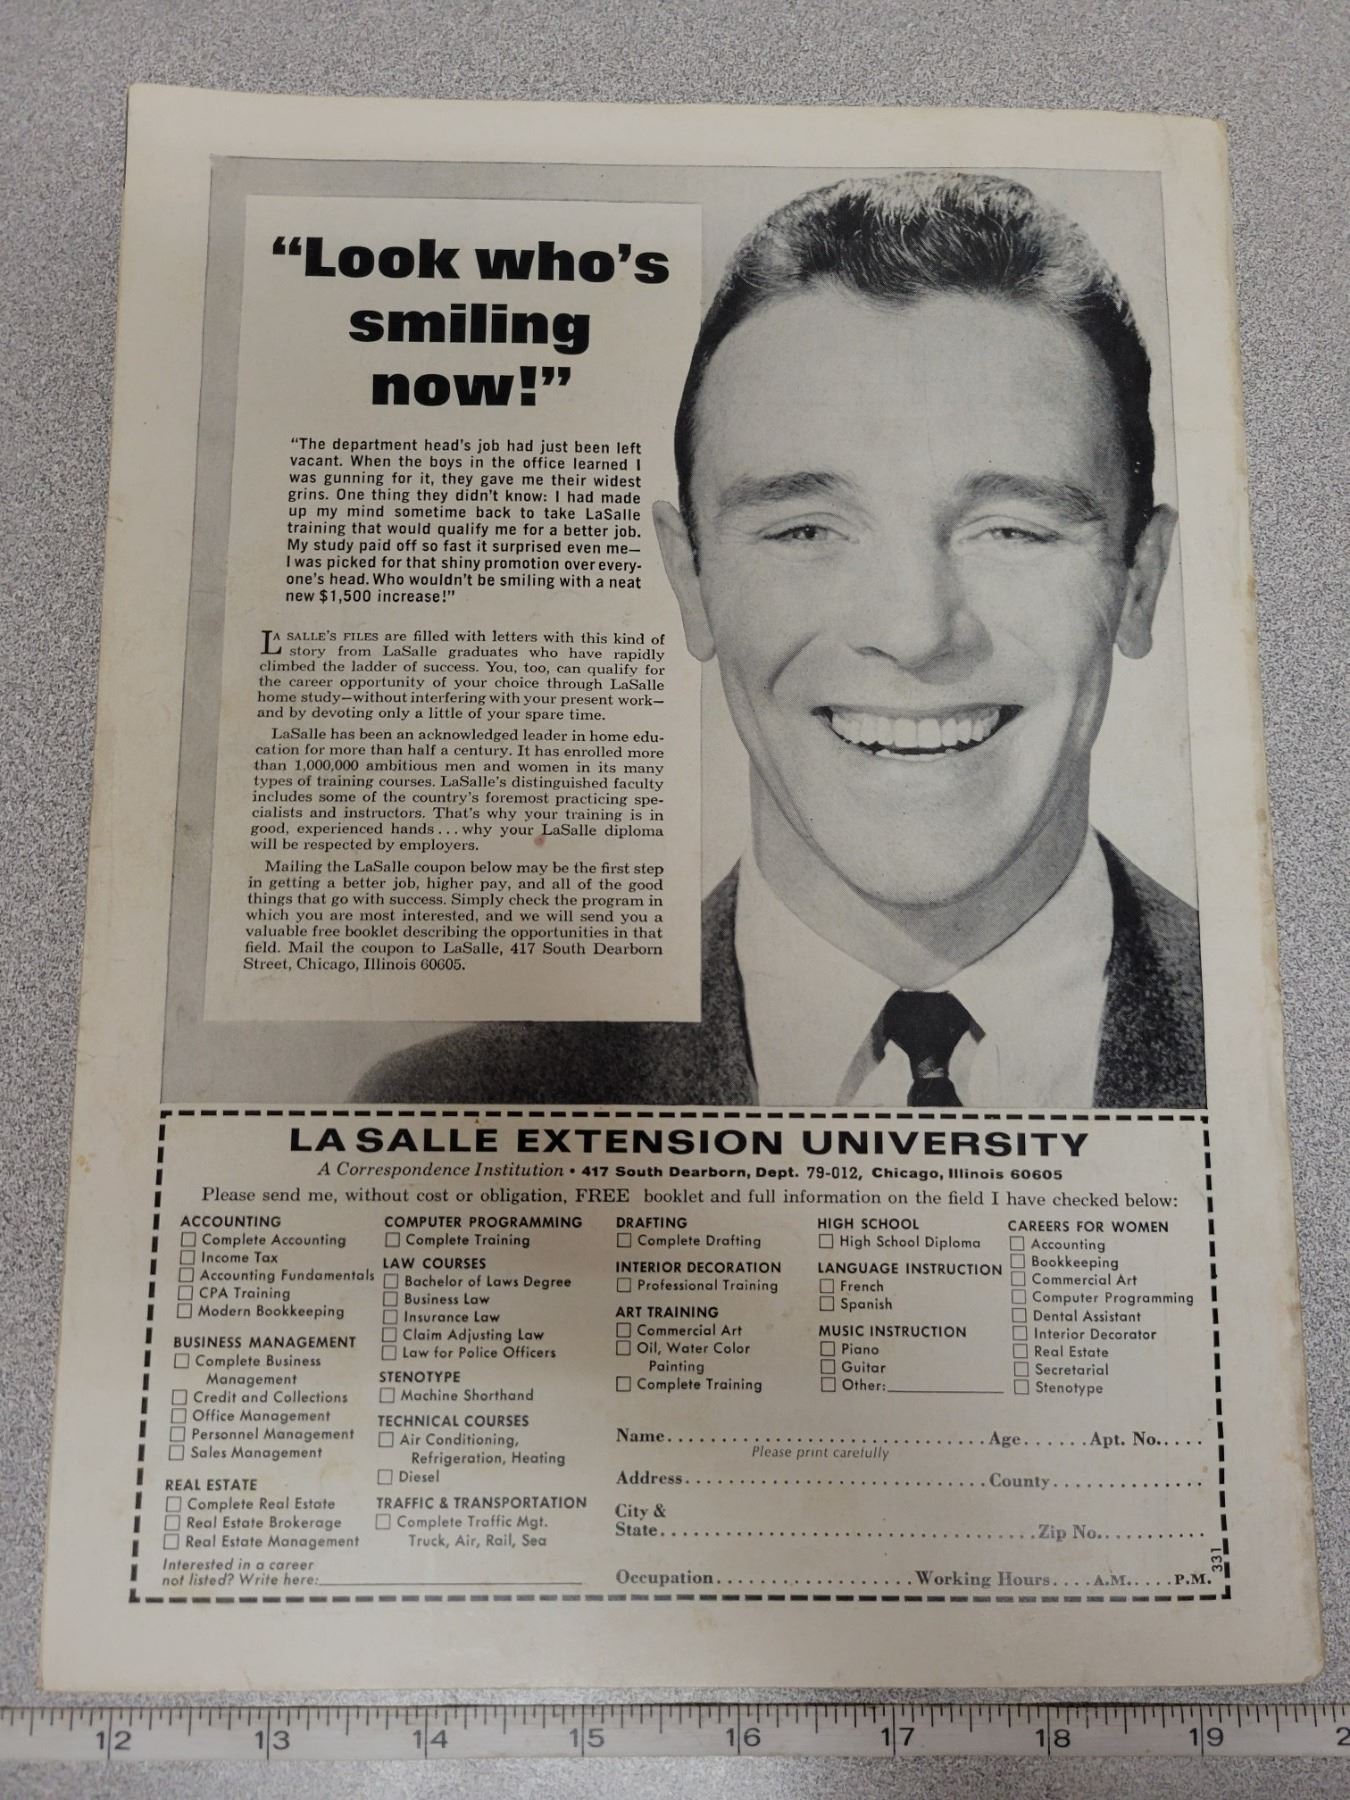 “Look who’s
smiling
now!”
“The department head’s job had just been left
vacant. When the boys in the office learned I
was gunning for it, they gave me their widest
grins. One thing they didn’t know: I had made
up my mind sometime back to take LaSalle
training that would qualify me for a better job.
My study paid off so fast it surprised even me—
I was picked for that shiny promotion over every-
one’s head. Who wouldn’t be smiling with a neat
new $1,500 increase!”
LA SALLE’S FILES are filled with letters with this kind of
story from LaSalle graduates who have rapidly
climbed the ladder of success. You, too, can qualify for
the career opportunity of your choice through LaSalle
home study—without interfering with your present work—
and by devoting only a little of your spare time.
LaSalle has been an acknowledged leader in home edu-
cation for more than half a century. It has enrolled more
than 1,000,000 ambitious men and women in its many
types of training courses. LaSalle’s distinguished faculty
includes some of the country’s foremost practicing spe-
cialists and instructors. That’s why your training is in
good, experienced hands . . . why your LaSalle diploma
will be respected by employers.
Mailing the LaSalle coupon below may be the first step
in getting a better job, higher pay, and all of the good
things that go with success. Simply check the program in
which you are most interested, and we will send you a
valuable free booklet describing the opportunities in that
field. Mail the coupon to LaSalle, 417 South Dearborn
Street, Chicago, Illinois 60605.
LA SALLE EXTENSION UNIVERSITY
A Correspondence Institution • 417 South Dearborn, Dept. 79-012, Chicago, Illinois 60605
Please send me, without cost or obligation, FREE booklet and full information on the field I have checked below:
ACCOUNTING
Complete Accounting
Income Tax
Accounting Fundamentals
CPA Training
Modern Bookkeeping
BUSINESS MANAGEMENT
Complete Business
Management
Credit and Collections
Office Management
Personnel Management
Sales Management
REAL ESTATE
Complete Real Estate
Real Estate Brokerage
Real Estate Management
Interested in a career
not listed? Write here:
COMPUTER PROGRAMMING
Complete Training
LAW COURSES
Bachelor of Laws Degree
Business Law
Insurance Law
Claim Adjusting Law
Law for Police Officers
STENOTYPE
Machine Shorthand
TECHNICAL COURSES
Air Conditioning,
Refrigeration, Heating
Diesel
TRAFFIC & TRANSPORTATION
Complete Traffic Mgt.
Truck, Air, Rail, Sea
DRAFTING
Complete Drafting
INTERIOR DECORATION
Professional Training
ART TRAINING
Commercial Art
Oil, Water Color
Painting
Complete Training
HIGH SCHOOL
High School Diploma
LANGUAGE INSTRUCTION
French
Spanish
MUSIC INSTRUCTION
Piano
Guitar
Other:
CAREERS FOR WOMEN
Accounting
Bookkeeping
Commercial Art
Computer Programming
Dental Assistant
Interior Decorator
Real Estate
Secretarial
Stenotype
Name. . . . . . . . . . . . . . . . . . . . . . . . . . . . . . Age. . . . . . Apt. No. . . . .
Please print carefully
Address. . . . . . . . . . . . . . . . . . . . . . . . . . . . County. . . . . . . . . . . . . .
City &
State. . . . . . . . . . . . . . . . . . . . . . . . . . . . . . . . . . Zip No. . . . . . . . . .
Occupation. . . . . . . . . . . . . . . . . . Working Hours. . . . A.M. . . . . P.M.
331
12 13 14 15 16 17 18 19 2